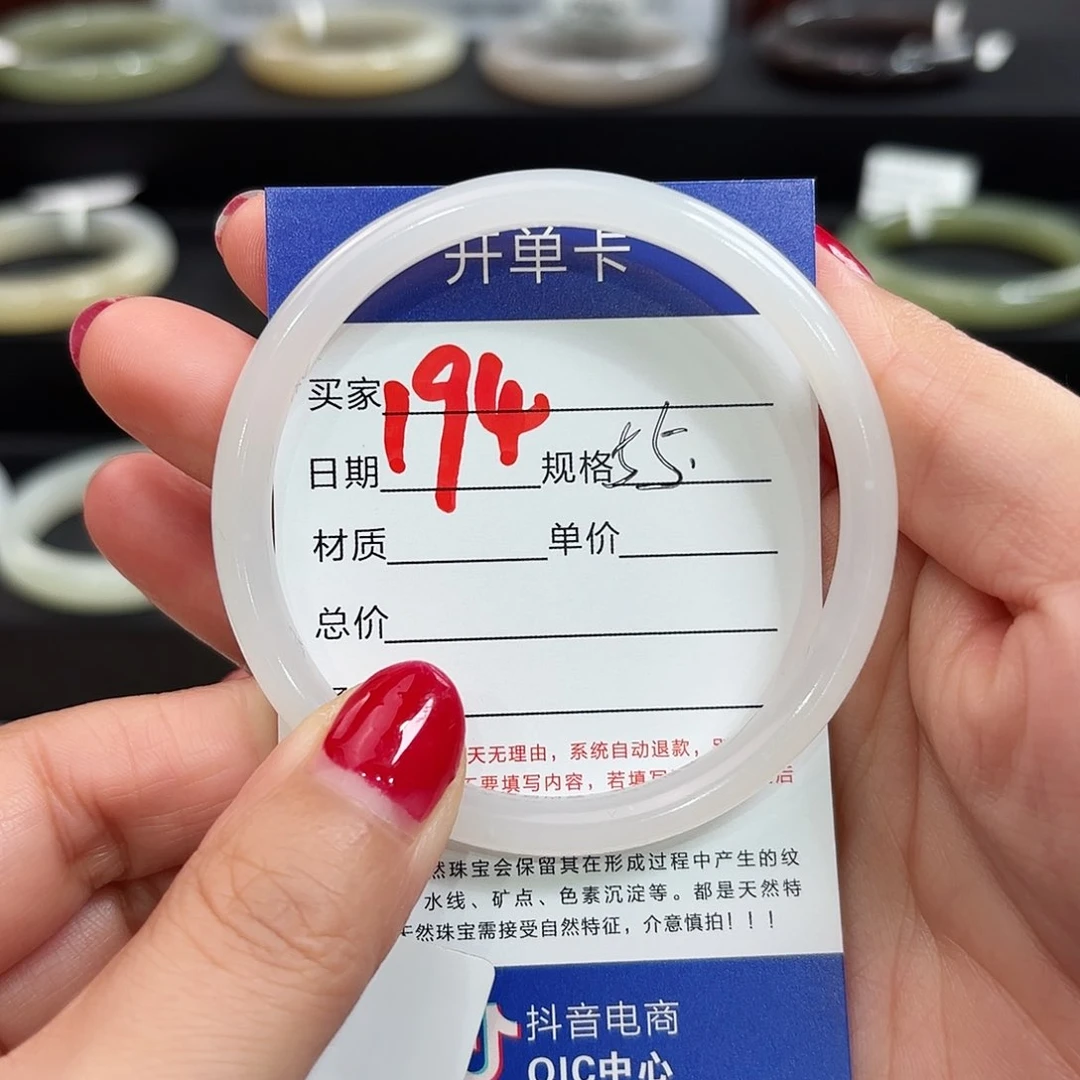 开单卡
买家 194
日期 规格 55.
材质 单价
总价
天无理由，系统自动退款，
要填写内容，若填写 后
然珠宝会保留其在形成过程中产生的纹
水线、矿点、色素沉淀等。都是天然特
天然珠宝需接受自然特征，介意慎拍！！！
抖音电商
QIC中心